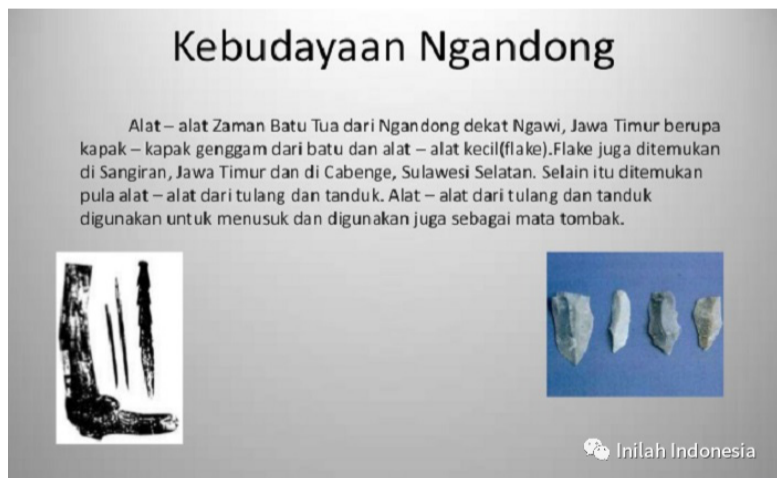 Kebudayaan Ngandong
Alat – alat Zaman Batu Tua dari Ngandong dekat Ngawi, Jawa Timur berupa
kapak – kapak genggam dari batu dan alat – alat kecil(flake).Flake juga ditemukan
di Sangiran, Jawa Timur dan di Cabenge, Sulawesi Selatan. Selain itu ditemukan
pula alat – alat dari tulang dan tanduk. Alat – alat dari tulang dan tanduk
digunakan untuk menusuk dan digunakan juga sebagai mata tombak.
Inilah Indonesia